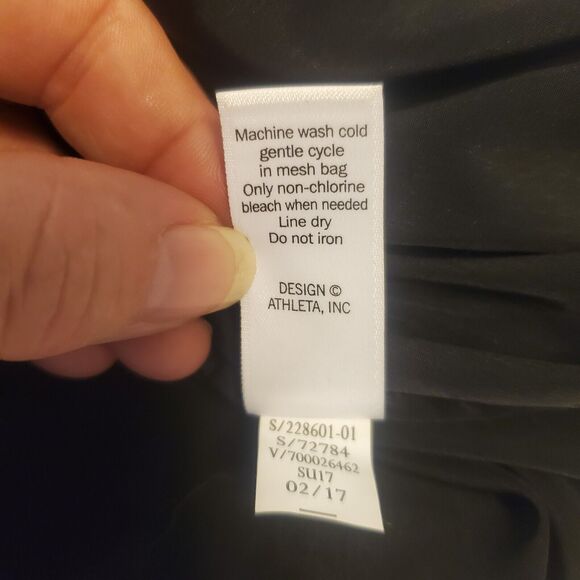 Machine wash cold
gentle cycle
in mesh bag
Only non-chlorine
bleach when needed
Line dry
Do not iron
DESIGN ©
ATHLETA, INC
S/228601-01
S/72784
V/700026462
SU17
02/17